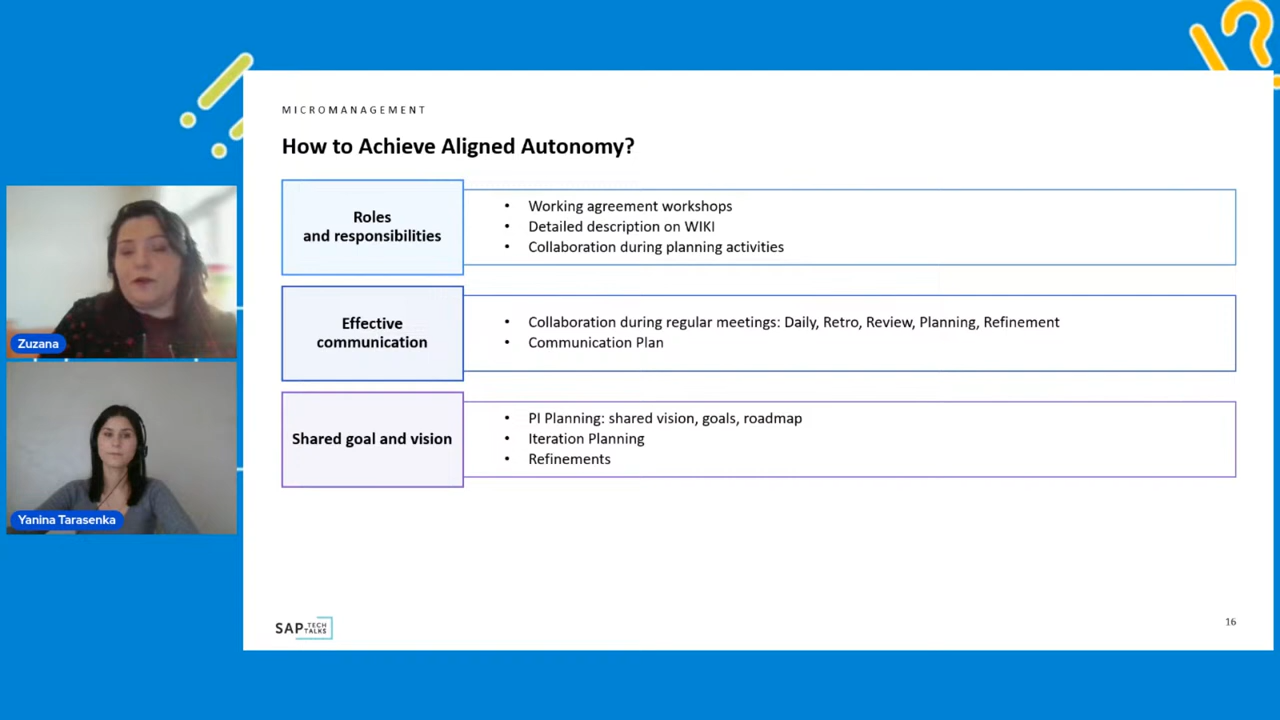 MICROMANAGEMENT
How to Achieve Aligned Autonomy?
Roles
and responsibilities
• Working agreement workshops
• Detailed description on WIKI
• Collaboration during planning activities
Effective
communication
• Collaboration during regular meetings: Daily, Retro, Review, Planning, Refinement
• Communication Plan
Shared goal and vision
• PI Planning: shared vision, goals, roadmap
• Iteration Planning
• Refinements
Zuzana
Yanina Tarasenka
SAP TECH
TALKS
16